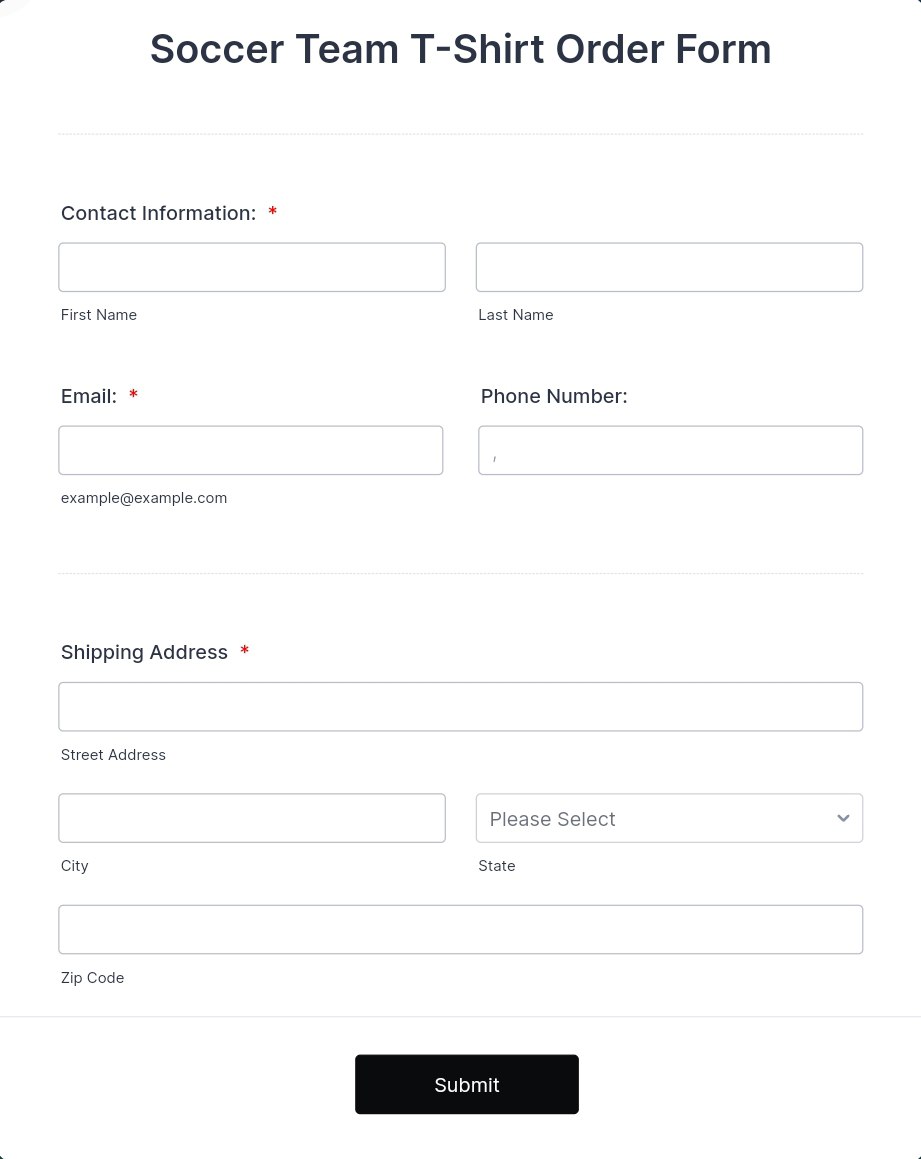 Soccer Team T-Shirt Order Form
Contact Information: *
First Name Last Name
Email: * Phone Number:
,
example@example.com
Shipping Address *
Street Address
Please Select
City State
Zip Code
Submit